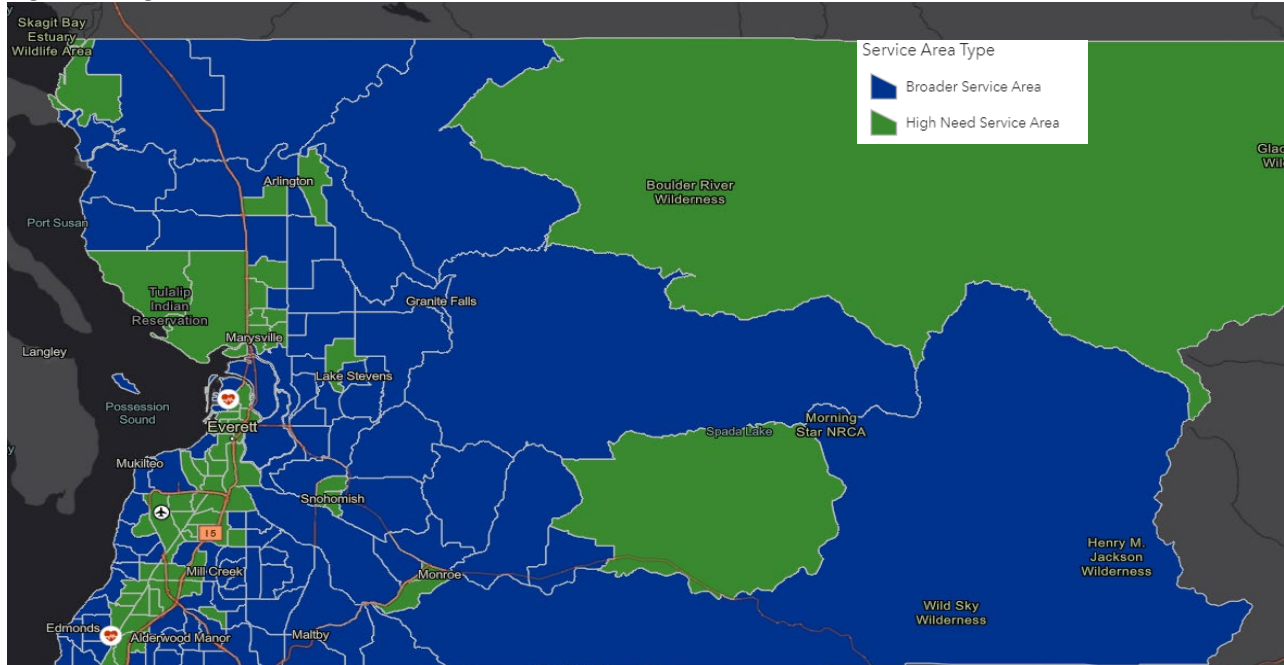 Skagit Bay
Estuary
Wildlife Area
Service Area Type
Broader Service Area
High Need Service Area
Boulder River
Wilderness
Arlington
Port Susan
Tulalip
Indian
Reservation
Granite Falls
Marysville
Langley
Lake Stevens
Possession
Sound
Everett
Morning
Star NRCA
Spada Lake
Mukilteo
Snohomish
15
Mill Creek
Monroe
Henry M.
Jackson
Wilderness
Wild Sky
Wilderness
Edmonds
Alderwood Manor
Maltby